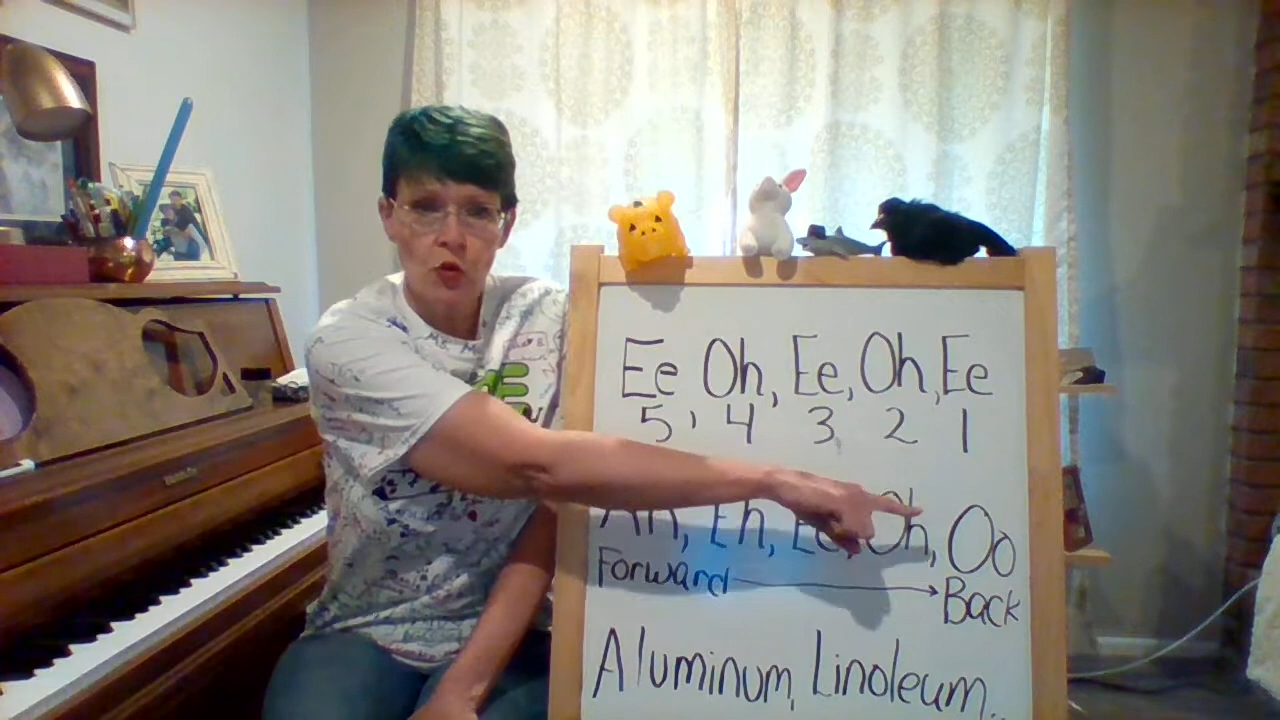 Ee Oh, Ee, Oh, Ee
5, 4 3, 2 1
Ah, Eh, Ee, Oh, Oo
Forward → Back
Aluminum, Linoleum...